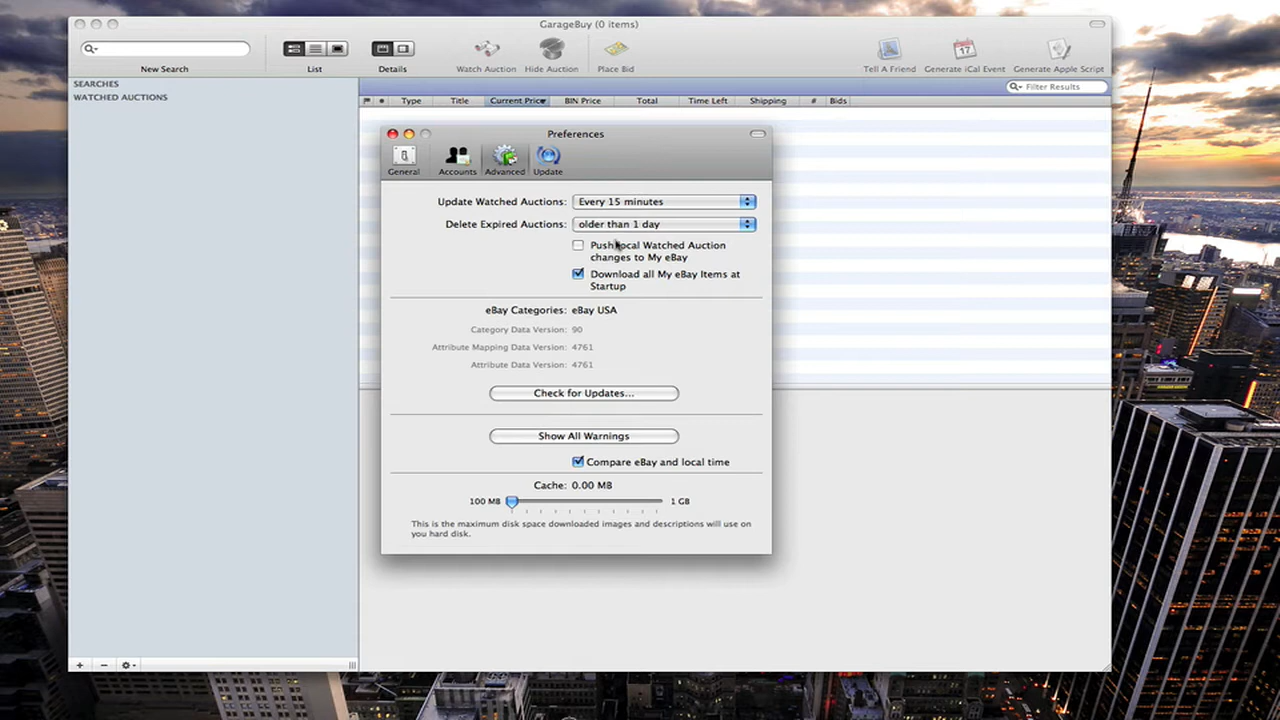 GarageBuy (0 items)
New Search
List
Details
Watch Auction
Hide Auction
Place Bid
Tell A Friend
17
Generate iCal Event
Generate Apple Script
SEARCHES
WATCHED AUCTIONS
Filter Results
Type
Title
Current Price
BIN Price
Total
Time Left
Shipping
#
Bids
Preferences
General
Accounts
Advanced
Update
Update Watched Auctions: Every 15 minutes
Delete Expired Auctions: older than 1 day
Push local Watched Auction
changes to My eBay
Download all My eBay Items at
Startup
eBay Categories: eBay USA
Category Data Version: 90
Attribute Mapping Data Version: 4761
Attribute Data Version: 4761
Check for Updates...
Show All Warnings
Compare eBay and local time
Cache: 0.00 MB
100 MB
1 GB
This is the maximum disk space downloaded images and descriptions will use on
you hard disk.